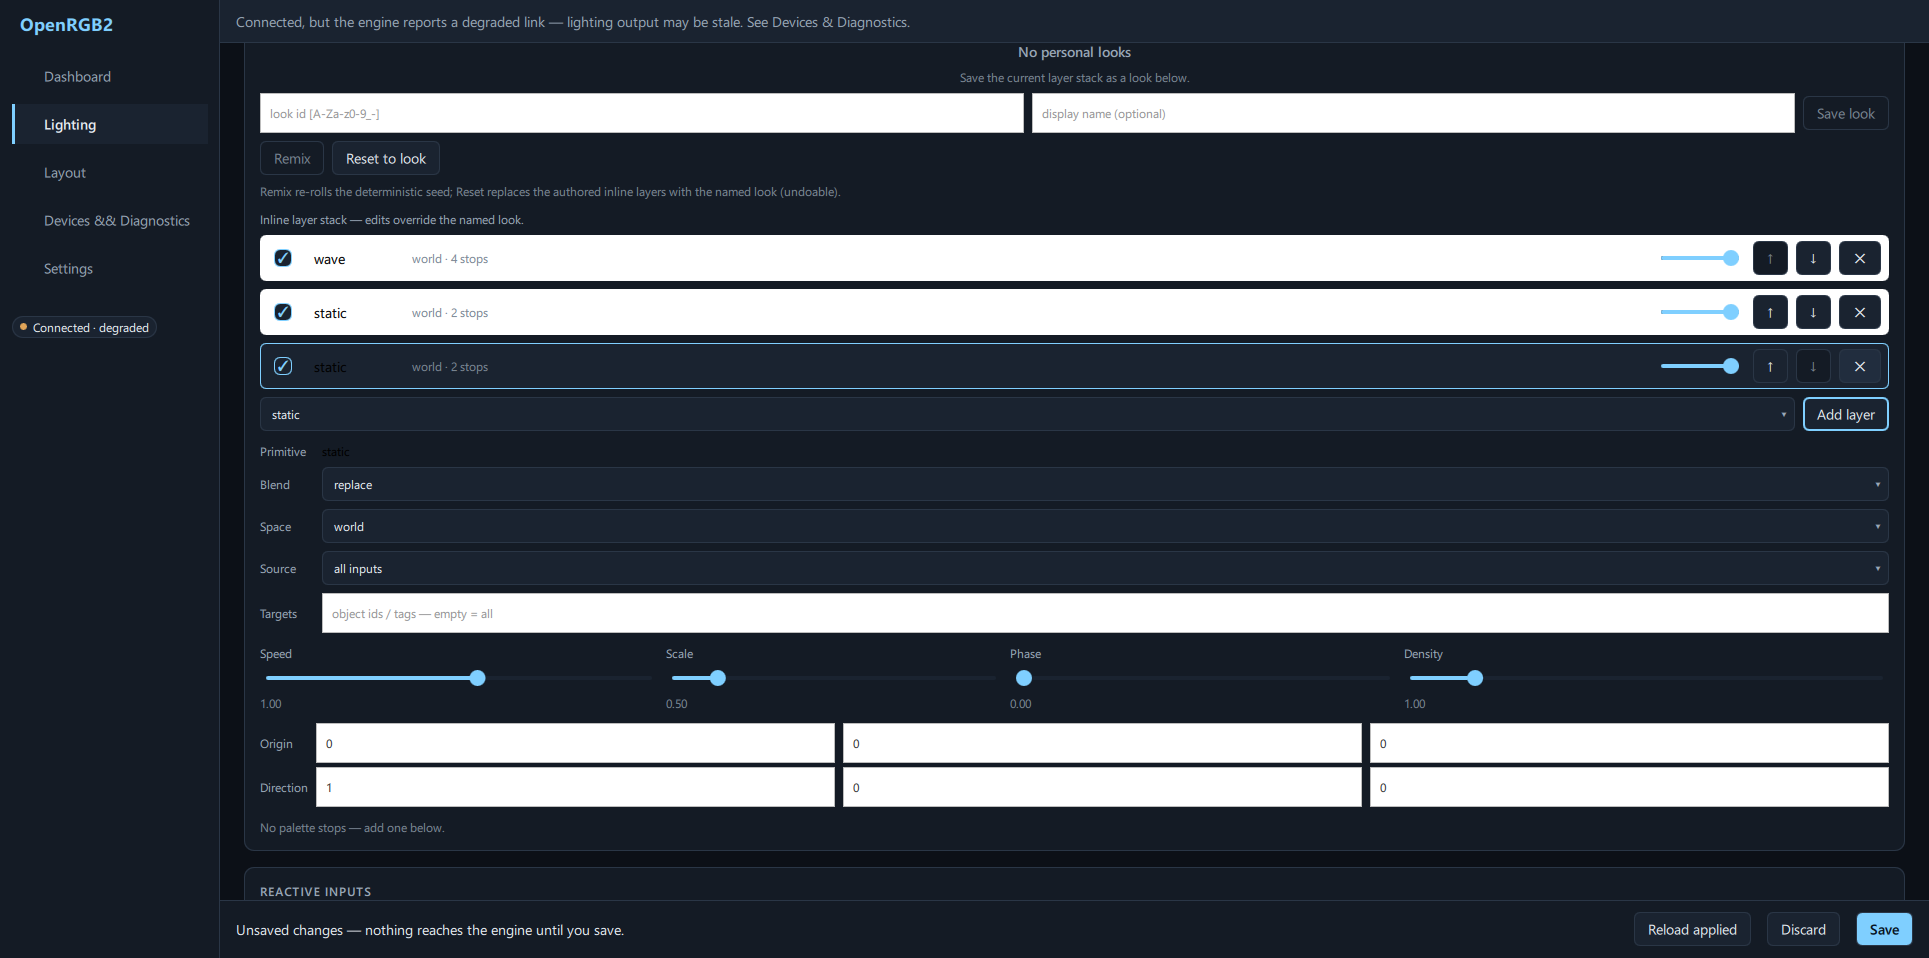 OpenRGB2
Dashboard
Lighting
Layout
Devices && Diagnostics
Settings
Connected · degraded
Connected, but the engine reports a degraded link — lighting output may be stale. See Devices & Diagnostics.
No personal looks
Save the current layer stack as a look below.
look id [A-Za-z0-9_-]
display name (optional)
Save look
Remix
Reset to look
Remix re-rolls the deterministic seed; Reset replaces the authored inline layers with the named look (undoable).
Inline layer stack — edits override the named look.
wave
world · 4 stops
↑
↓
✕
static
world · 2 stops
↑
↓
✕
static
world · 2 stops
↑
↓
✕
static
Add layer
Primitive static
Blend replace
Space world
Source all inputs
Targets object ids / tags — empty = all
Speed
Scale
Phase
Density
1.00
0.50
0.00
1.00
Origin 0 0 0
Direction 1 0 0
No palette stops — add one below.
REACTIVE INPUTS
Unsaved changes — nothing reaches the engine until you save.
Reload applied
Discard
Save